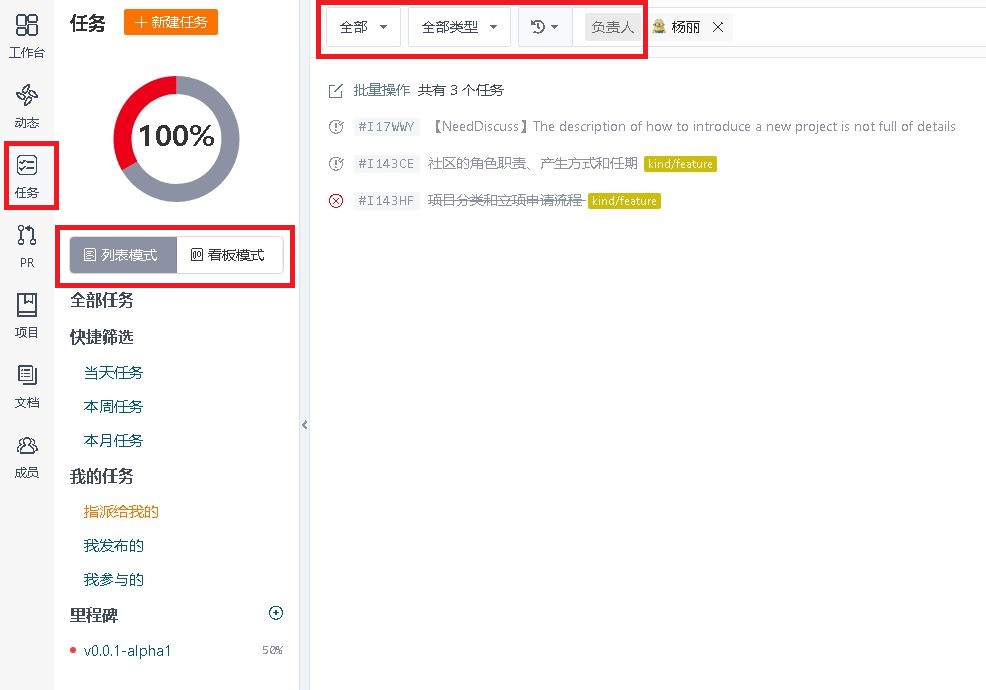 工作台
动态
任务
PR
项目
文档
成员
任务
＋新建任务
100%
列表模式
看板模式
全部任务
快捷筛选
当天任务
本周任务
本月任务
我的任务
指派给我的
我发布的
我参与的
里程碑
v0.0.1-alpha1 50%
全部 全部类型 负责人 杨丽
批量操作 共有 3 个任务
#I17WWY 【NeedDiscuss】The description of how to introduce a new project is not full of details
#I143CE 社区的角色职责、产生方式和任期 kind/feature
#I143HF 项目分类和立项申请流程 kind/feature